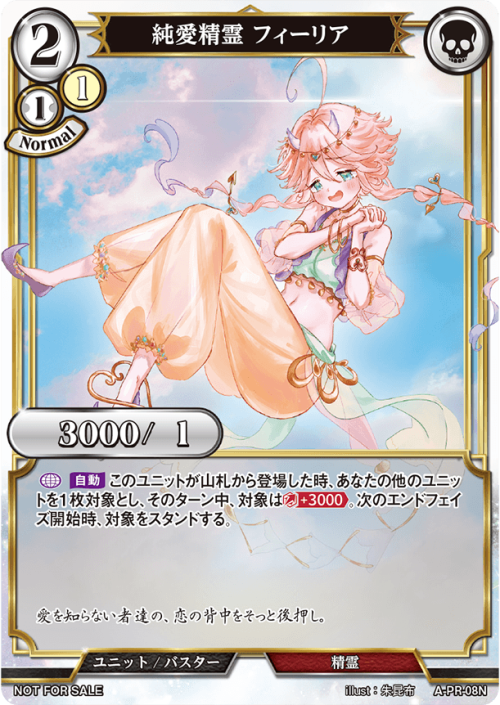 2
純愛精霊 フィーリア
1
1
Normal
3000/ 1
自動 このユニットが山札から登場した時、あなたの他のユニッ
トを1枚対象とし、そのターン中、対象は+3000。次のエンドフェイ
ズ開始時、対象をスタンドする。
愛を知らない者達の、恋の背中をそっと後押し。
ユニット / バスター
精霊
NOT FOR SALE
illust:朱昆布
A-PR-08N